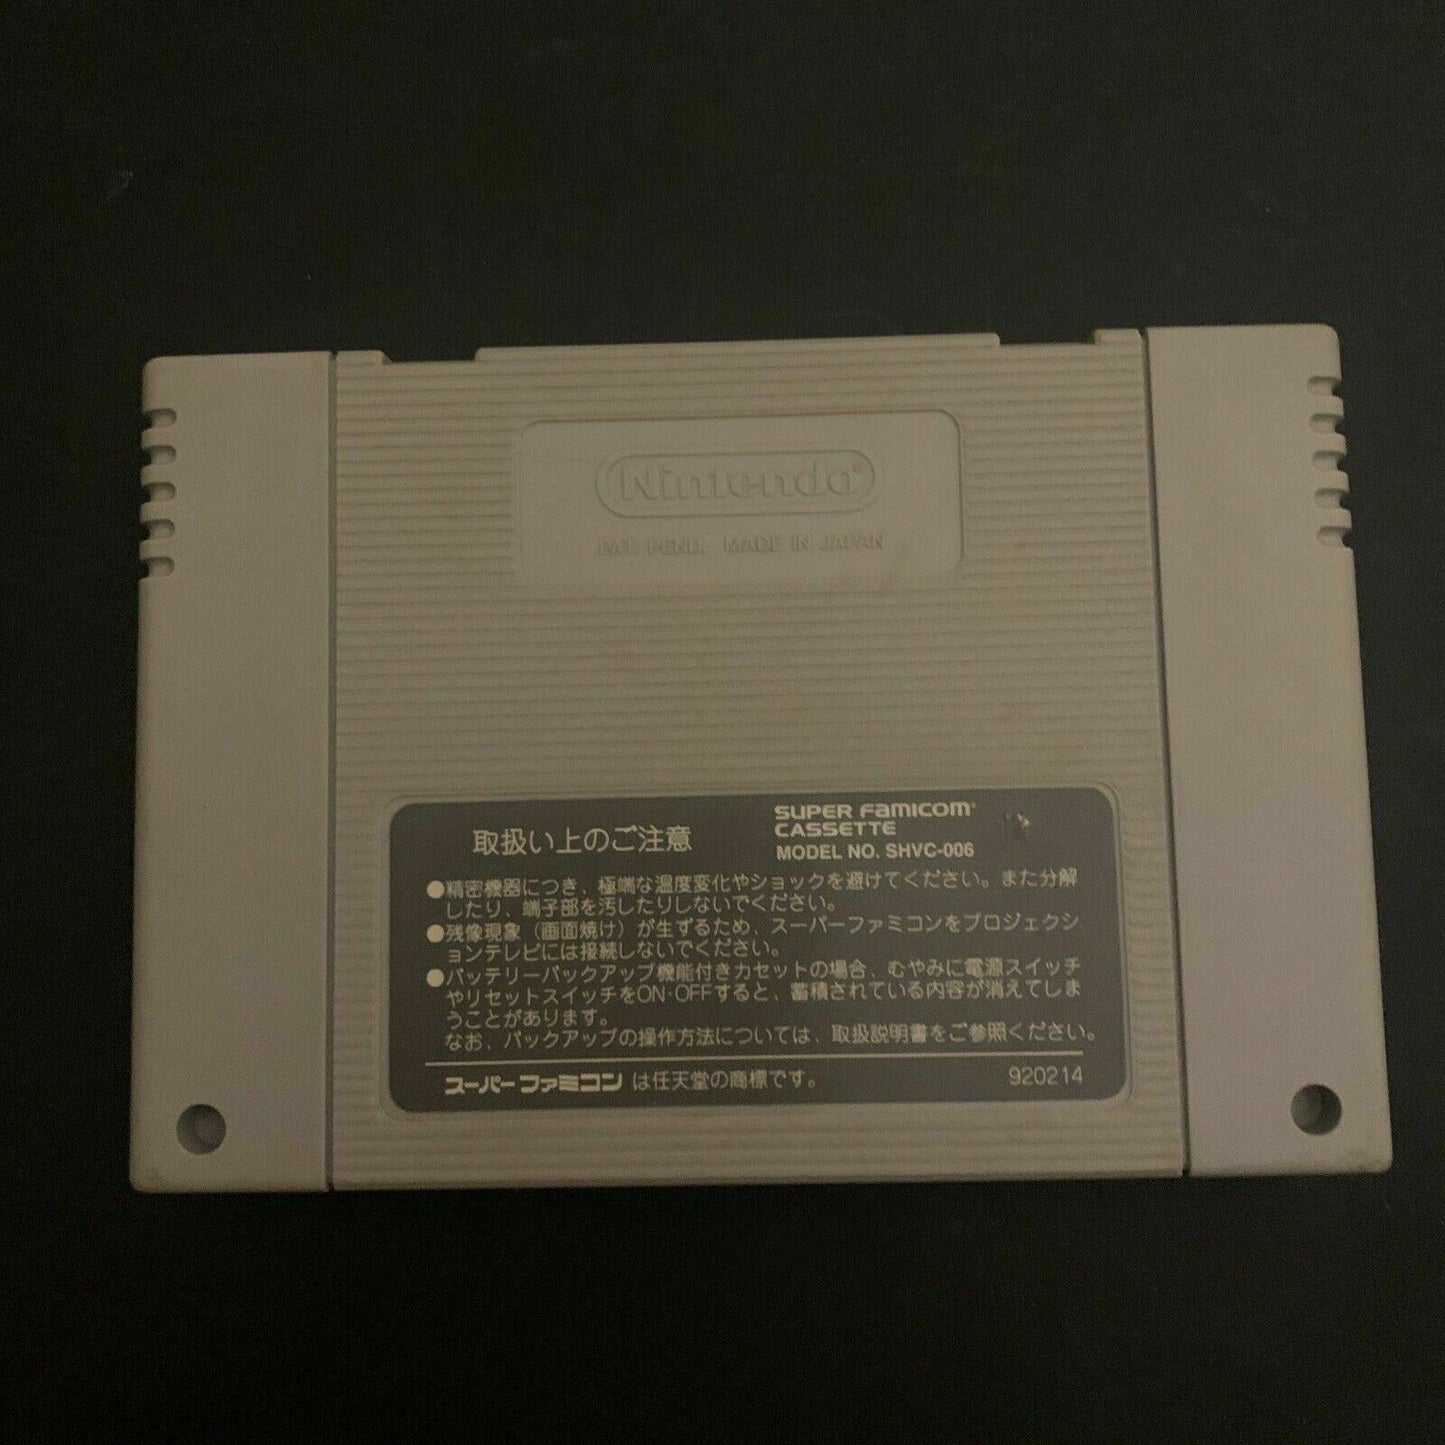 Nintendo®
PAT. PEND. MADE IN JAPAN
取扱い上のご注意
SUPER FAMICOM
CASSETTE
MODEL NO. SHVC-006
●精密機器につき、極端な温度変化やショックを避けてください。また分解
したり、端子部を汚したりしないでください。
●残像現象（画面焼け）が生ずるため、スーパーファミコンをプロジェクシ
ョンテレビには接続しないでください。
●バッテリーバックアップ機能付きカセットの場合、むやみに電源スイッチ
やリセットスイッチをON・OFFすると、蓄積されている内容が消えてしま
うことがあります。
なお、バックアップの操作方法については、取扱説明書をご参照ください。
スーパーファミコン は任天堂の商標です。
920214